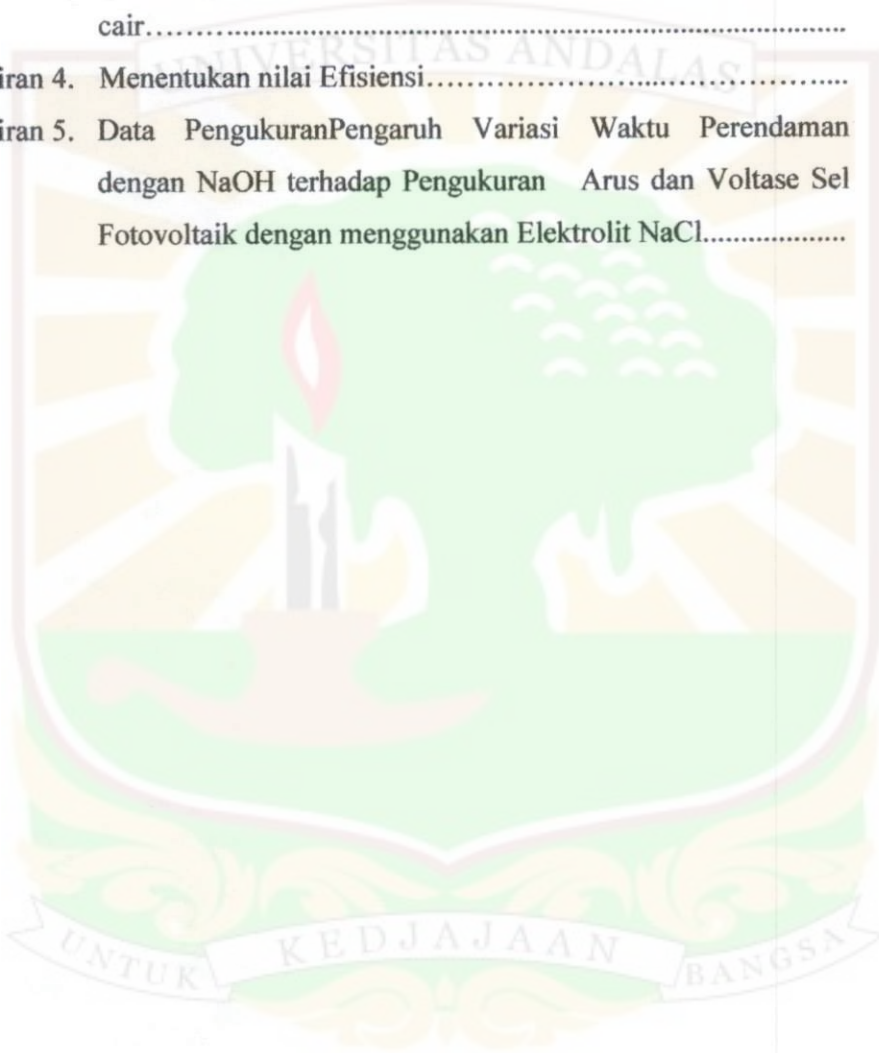 cair.................................................................................
iran 4. Menentukan nilai Efisiensi...................................................
iran 5. Data PengukuranPengaruh Variasi Waktu Perendaman
dengan NaOH terhadap Pengukuran Arus dan Voltase Sel
Fotovoltaik dengan menggunakan Elektrolit NaCl...................
UNIVERSITAS ANDALAS
UNTUK KEDJAJAAN BANGSA